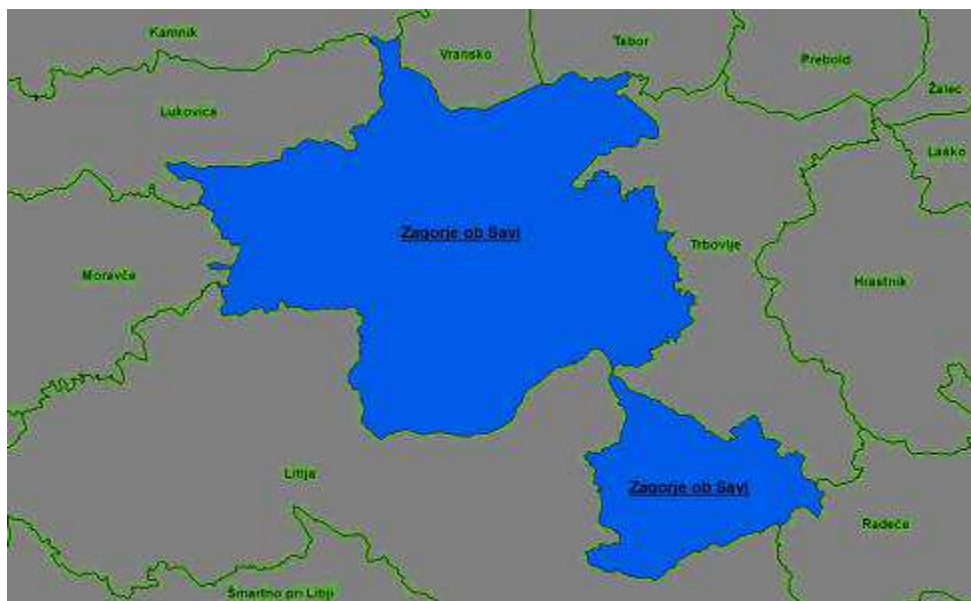 Kamnik
Vransko
Tabor
Prebold
Žalec
Lukovica
Laško
Zagorje ob Savi
Trbovlje
Moravče
Hrastnik
Litija
Zagorje ob Savi
Radeče
Šmartno pri Litiji